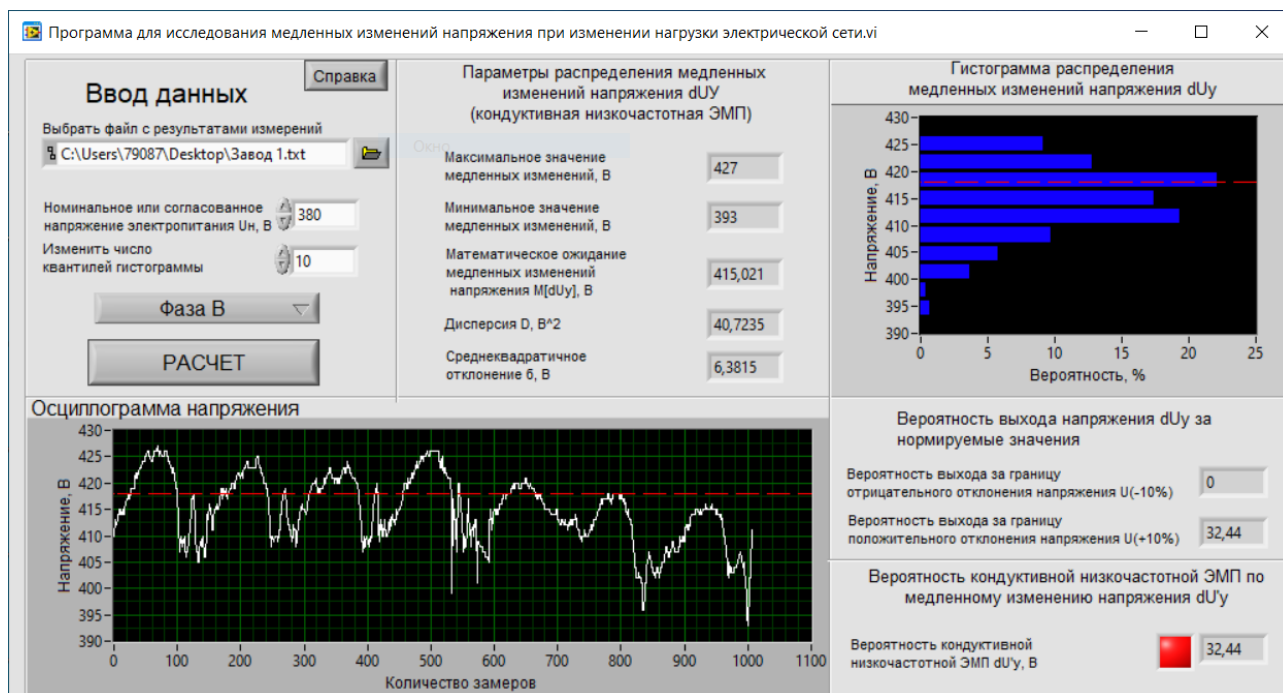 Программа для исследования медленных изменений напряжения при изменении нагрузки электрической сети.vi
Справка
Ввод данных
Выбрать файл с результатами измерений
C:\Users\79087\Desktop\Завод 1.txt
Номинальное или согласованное
напряжение электропитания Uн, В
380
Изменить число
квантилей гистограммы
10
Фаза В
РАСЧЕТ
Параметры распределения медленных
изменений напряжения dUУ
(кондуктивная низкочастотная ЭМП)
Окно
Максимальное значение
медленных изменений, В
427
Минимальное значение
медленных изменений, В
393
Математическое ожидание
медленных изменений
напряжения M[dUy], В
415,021
Дисперсия D, В^2
40,7235
Среднеквадратичное
отклонение б, В
6,3815
Гистограмма распределения
медленных изменений напряжения dUy
Напряжение, В
430
425
420
415
410
405
400
395
390
0 5 10 15 20 25
Вероятность, %
Осциплограмма напряжения
Напряжение, В
430
425
420
415
410
405
400
395
390
0 100 200 300 400 500 600 700 800 900 1000 1100
Количество замеров
Вероятность выхода напряжения dUy за
нормируемые значения
Вероятность выхода за границу
отрицательного отклонения напряжения U(-10%)
0
Вероятность выхода за границу
положительного отклонения напряжения U(+10%)
32,44
Вероятность кондуктивной низкочастотной ЭМП по
медленному изменению напряжения dU'y
Вероятность кондуктивной
низкочастотной ЭМП dU'y, В
32,44